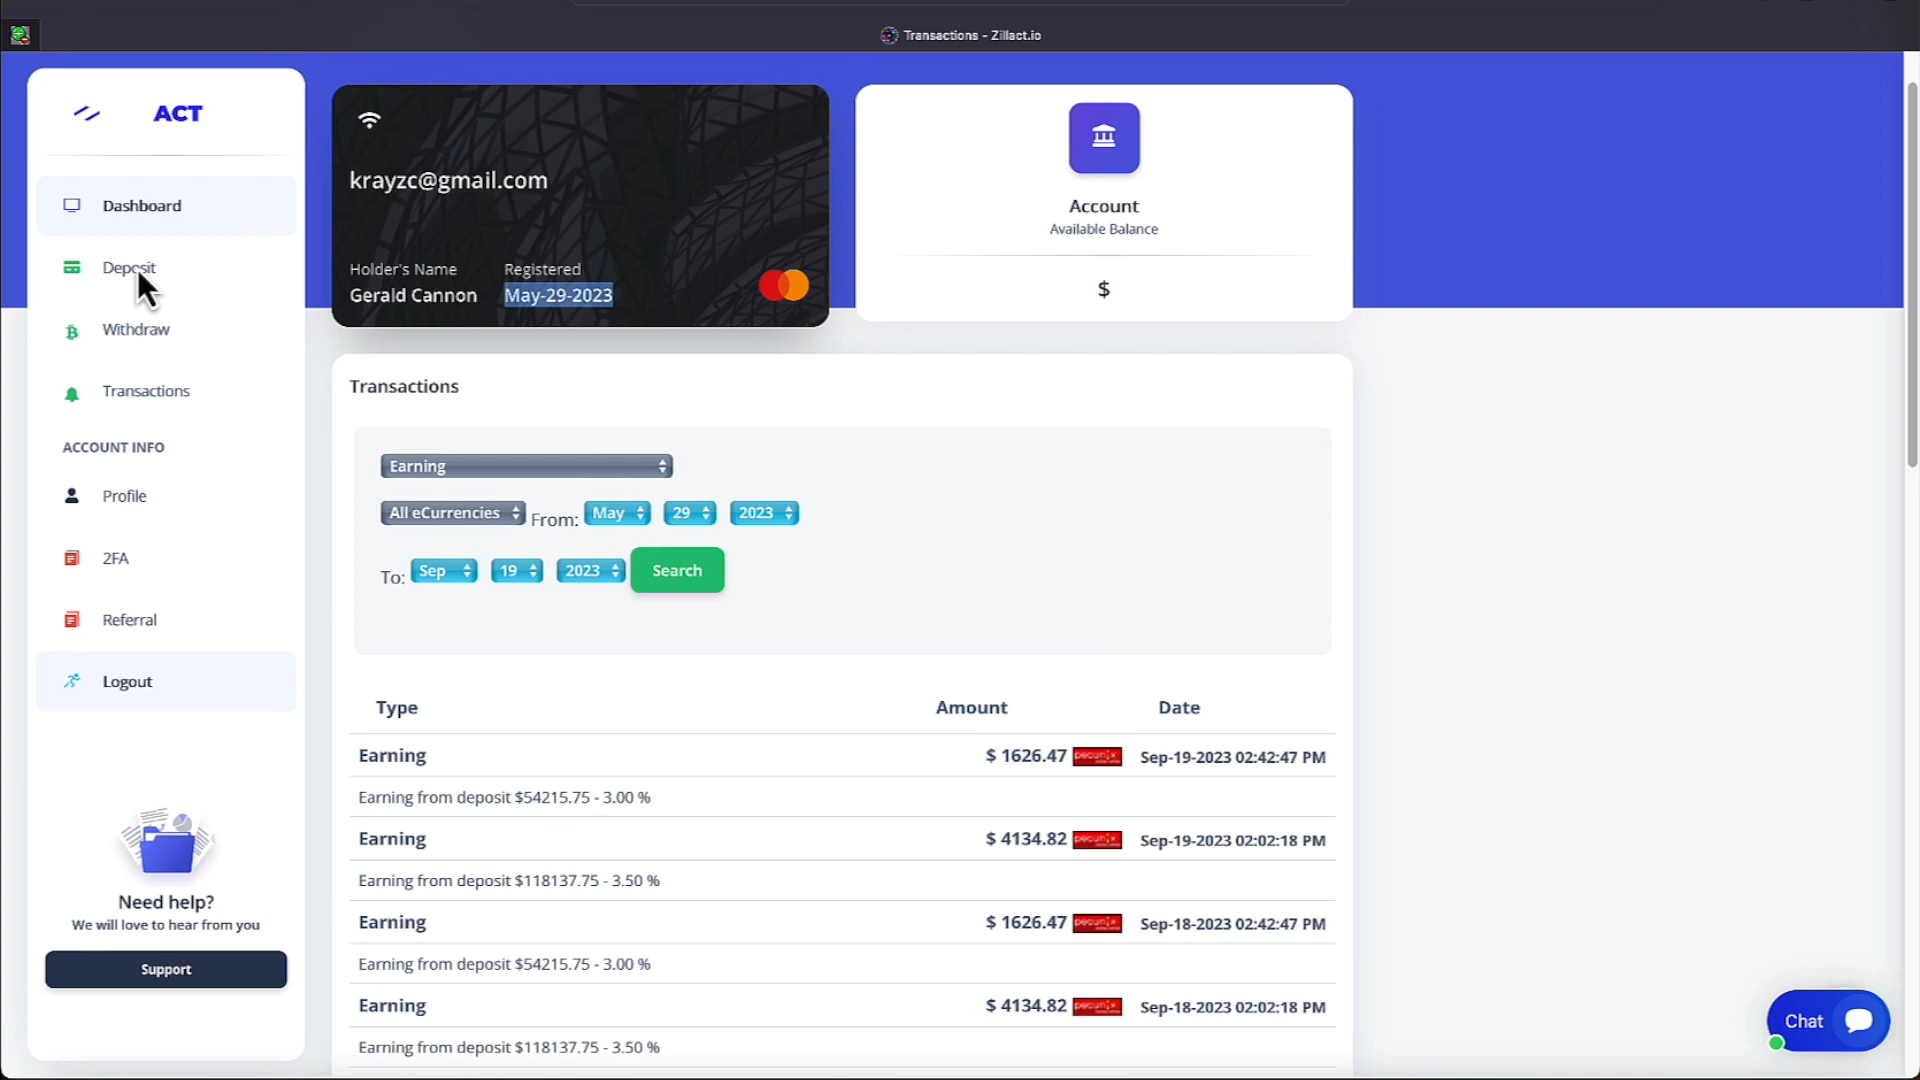 Transactions - Zillact.io
ACT
Dashboard
Deposit
Withdraw
Transactions
ACCOUNT INFO
Profile
2FA
Referral
Logout
Need help?
We will love to hear from you
Support
krayzc@gmail.com
Holder's Name
Registered
Gerald Cannon
May-29-2023
Account
Available Balance
$
Transactions
Earning
All eCurrencies From: May 29 2023
To: Sep 19 2023 Search
Type Amount Date
Earning $ 1626.47 pecunix Sep-19-2023 02:42:47 PM
Earning from deposit $54215.75 - 3.00 %
Earning $ 4134.82 pecunix Sep-19-2023 02:02:18 PM
Earning from deposit $118137.75 - 3.50 %
Earning $ 1626.47 pecunix Sep-18-2023 02:42:47 PM
Earning from deposit $54215.75 - 3.00 %
Earning $ 4134.82 pecunix Sep-18-2023 02:02:18 PM
Earning from deposit $118137.75 - 3.50 %
Chat